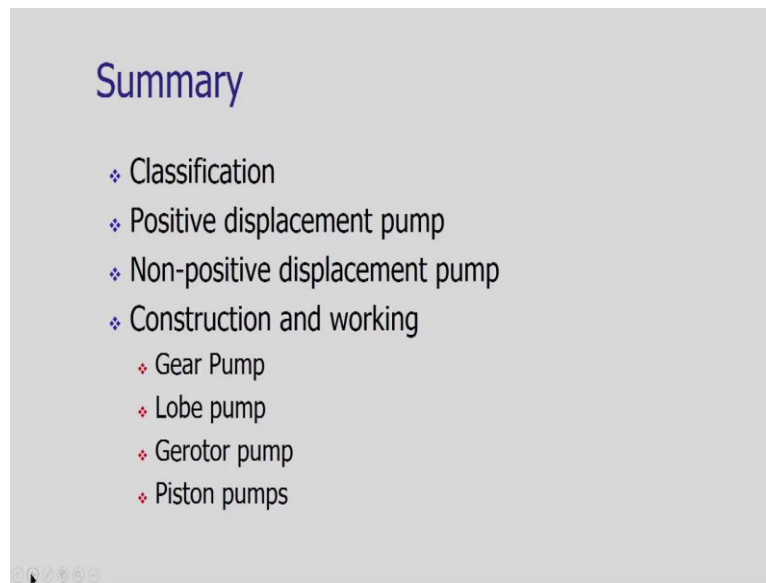 Summary
Classification
Positive displacement pump
Non-positive displacement pump
Construction and working
Gear Pump
Lobe pump
Gerotor pump
Piston pumps